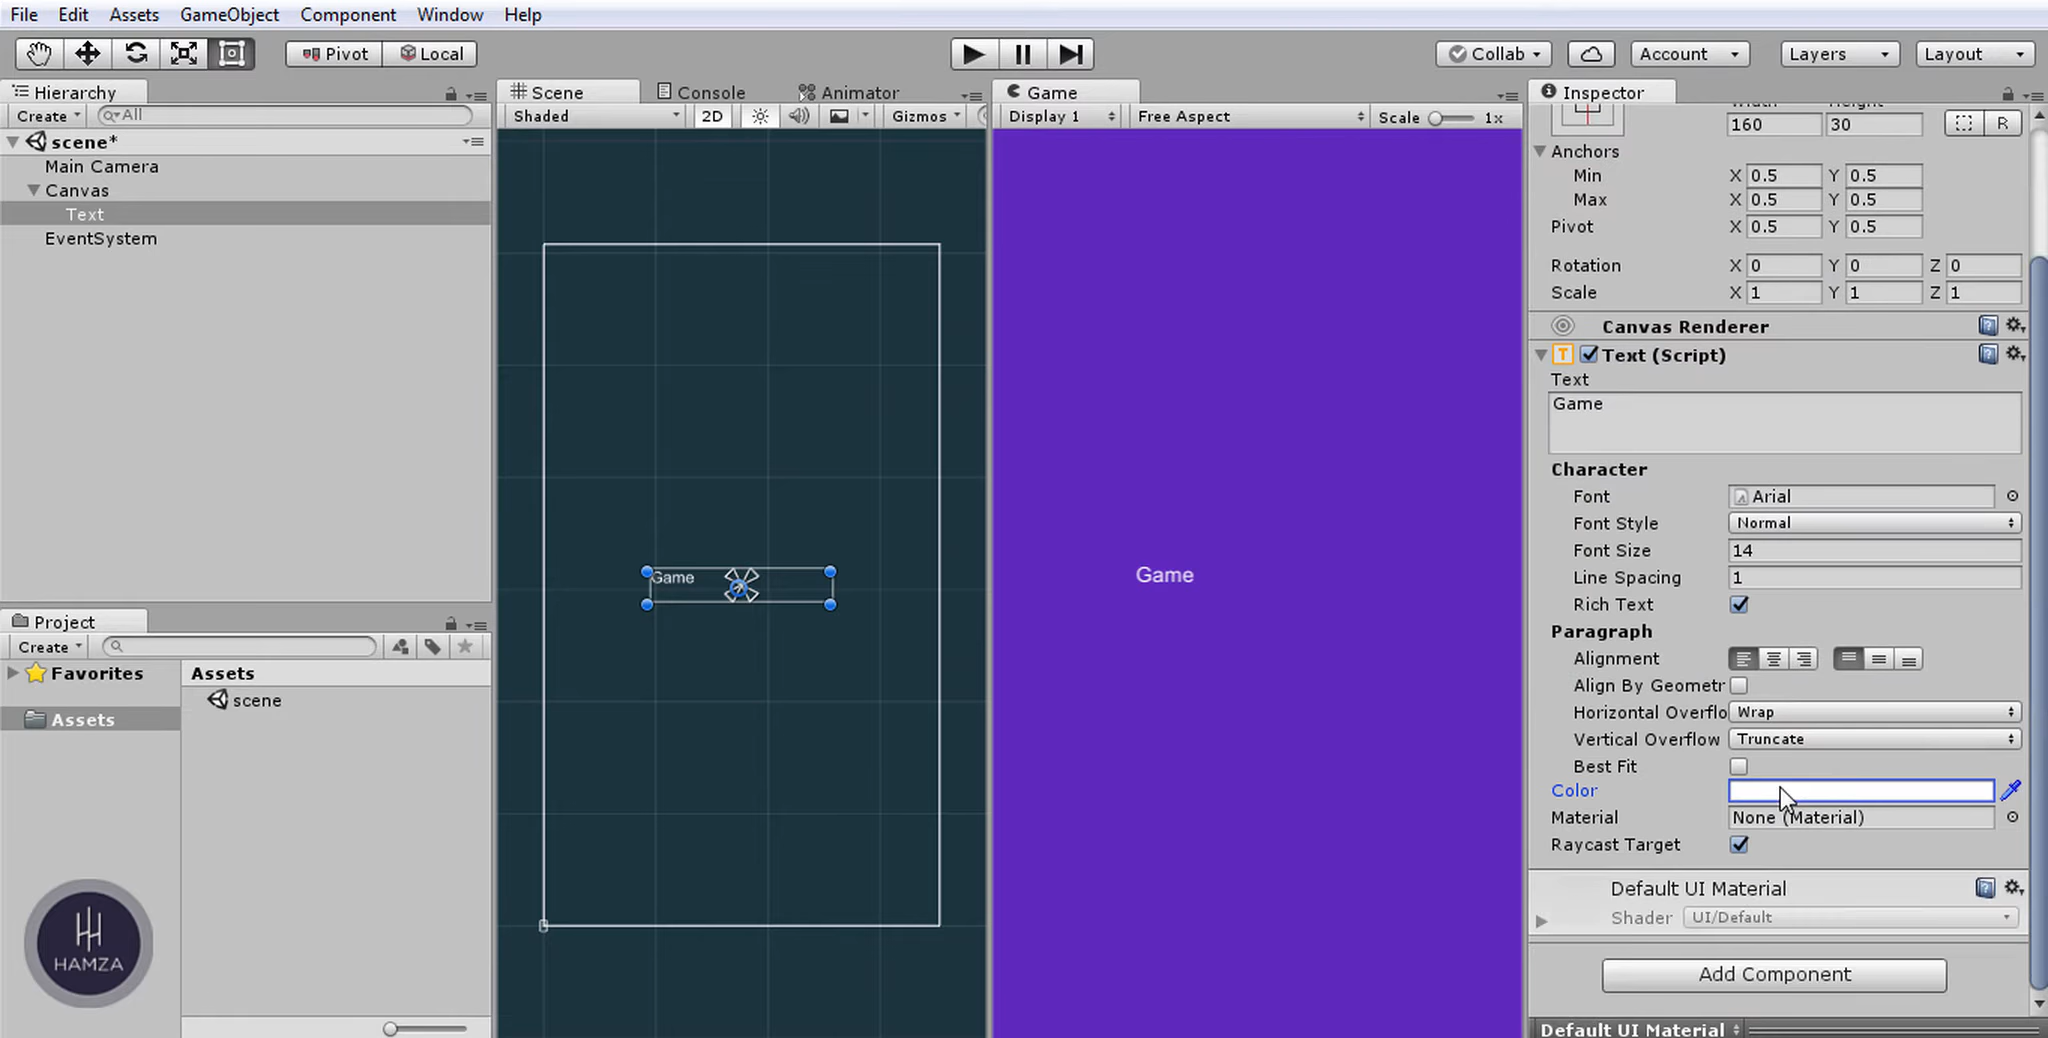 File Edit Assets GameObject Component Window Help
Pivot Local Collab Account Layers Layout
Hierarchy
Create All
scene*
Main Camera
Canvas
Text
EventSystem
Project
Create
Favorites
Assets
Assets
scene
HAMZA
Scene Console Animator
Shaded 2D Gizmos
Game
Game
Display 1 Free Aspect Scale 1x
Game
Inspector
Width Height
160 30 R
Anchors
Min X 0.5 Y 0.5
Max X 0.5 Y 0.5
Pivot X 0.5 Y 0.5
Rotation X 0 Y 0 Z 0
Scale X 1 Y 1 Z 1
Canvas Renderer
T Text (Script)
Text
Game
Character
Font Arial
Font Style Normal
Font Size 14
Line Spacing 1
Rich Text
Paragraph
Alignment
Align By Geometr
Horizontal Overflo Wrap
Vertical Overflow Truncate
Best Fit
Color
Material None (Material)
Raycast Target
Default UI Material
Shader UI/Default
Add Component
Default UI Material